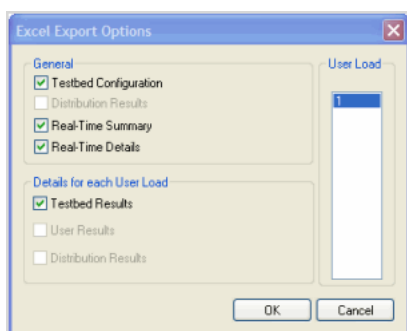 Excel Export Options
General
Testbed Configuration
Distribution Results
Real-Time Summary
Real-Time Details
Details for each User Load
Testbed Results
User Results
Distribution Results
User Load
1
OK
Cancel